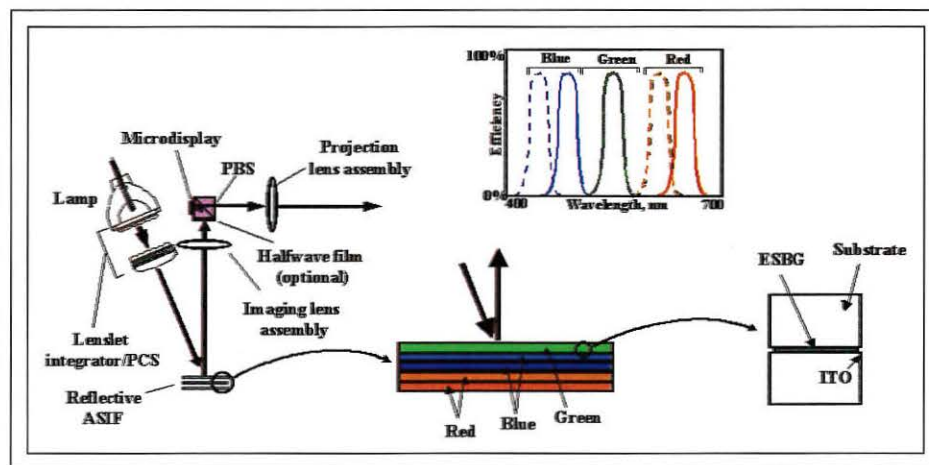 100%
Blue
Green
Red
Efficiency
0%
400
Wavelength, nm
700
Microdisplay
PBS
Projection
lens assembly
Lamp
Halfwave film
(optional)
Imaging lens
assembly
Lenslet
integrator/PCS
Reflective
ASIF
Red
Blue
Green
ESBG
Substrate
ITO